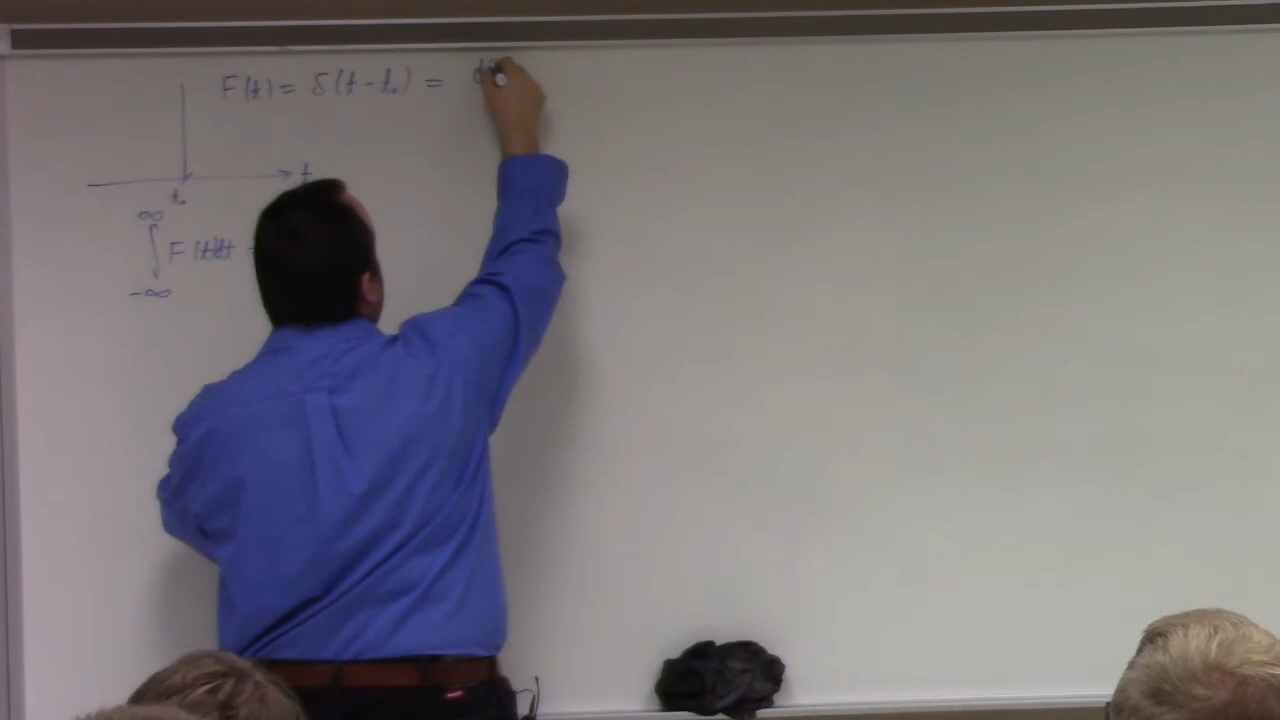 F(t) = δ(t - t₀) =
t
t₀
∞
∫ F(t)dt
-∞